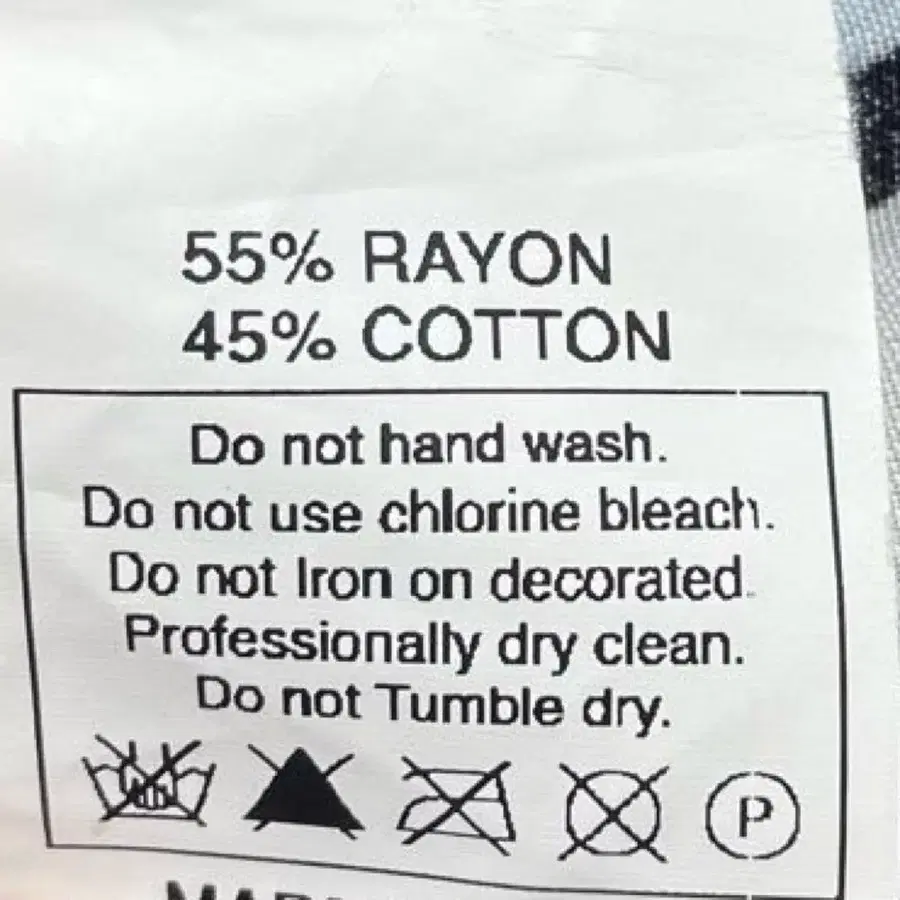 55% RAYON
45% COTTON
Do not hand wash.
Do not use chlorine bleach.
Do not Iron on decorated.
Professionally dry clean.
Do not Tumble dry.
P